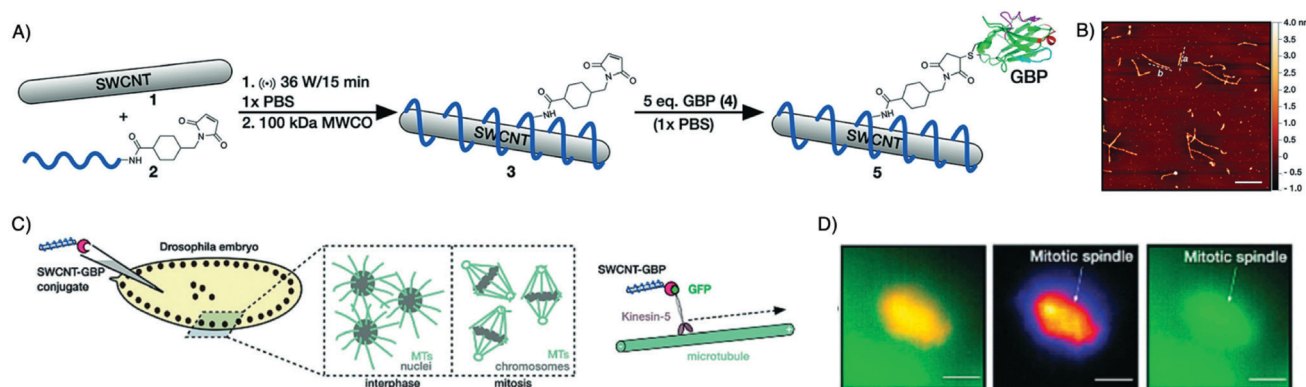 A)
SWCNT
1
+
2
1. 36 W/15 min
1x PBS
2. 100 kDa MWCO
O
NH
O
N
O
O
NH
O
N
O
SWCNT
3
5 eq. GBP (4)
(1x PBS)
O
NH
O
N
O
S
GBP
SWCNT
5
B)
a
b
4.0 nm
3.5
3.0
2.5
2.0
1.5
1.0
0.5
0
- 0.5
- 1.0
C)
SWCNT-GBP
conjugate
Drosophila embryo
MTs
nuclei
interphase
MTs
chromosomes
mitosis
SWCNT-GBP
GFP
Kinesin-5
microtubule
D)
Mitotic spindle
Mitotic spindle